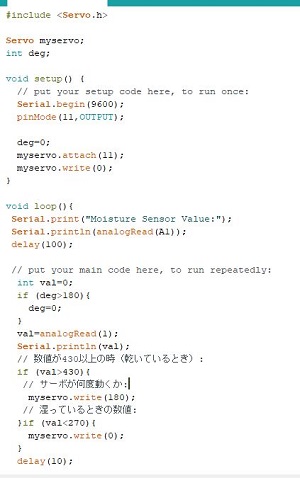 #include <Servo.h>
Servo myservo;
int deg;
void setup() {
// put your setup code here, to run once:
Serial.begin(9600);
pinMode(11,OUTPUT);
deg=0;
myservo.attach(11);
myservo.write(0);
}
void loop(){
Serial.print("Moisture Sensor Value:");
Serial.println(analogRead(A1));
delay(100);
// put your main code here, to run repeatedly:
int val=0;
if (deg>180){
deg=0;
}
val=analogRead(1);
Serial.println(val);
// 数値が430以上の時（乾いているとき）:
if (val>430){
// サーボが何度動くか:
myservo.write(180);
// 湿っているときの数値:
}if (val<270){
myservo.write(0);
}
delay(10);